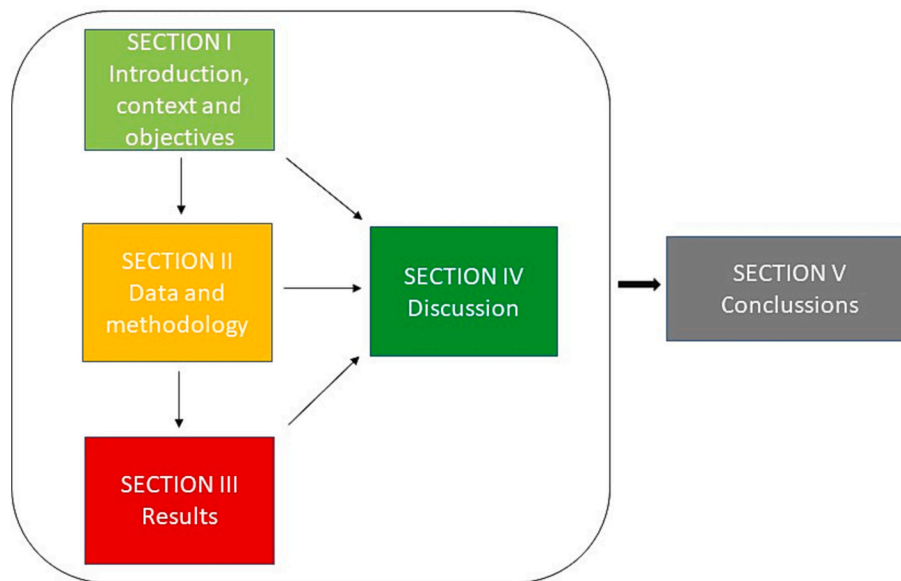 SECTION I
Introduction,
context and
objectives
SECTION II
Data and
methodology
SECTION IV
Discussion
SECTION V
Conclussions
SECTION III
Results